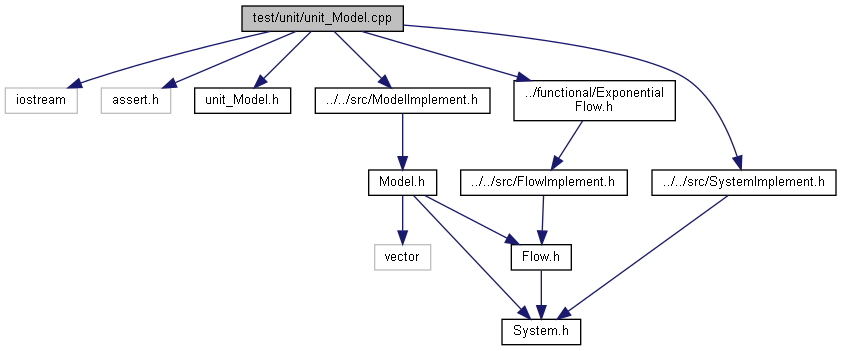 test/unit/unit_Model.cpp
iostream
assert.h
unit_Model.h
../../src/ModelImplement.h
../functional/Exponential
Flow.h
Model.h
../../src/FlowImplement.h
../../src/SystemImplement.h
vector
Flow.h
System.h